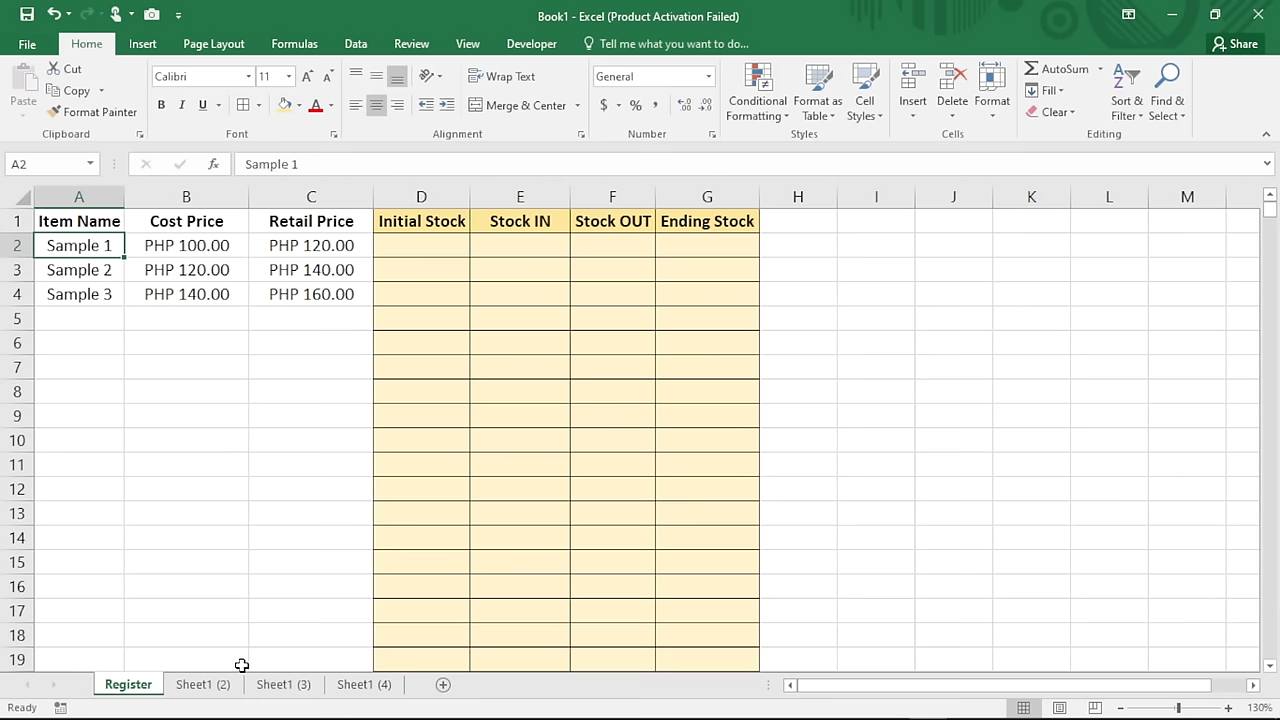 Book1 - Excel (Product Activation Failed)
File Home Insert Page Layout Formulas Data Review View Developer Tell me what you want to do... Share
Paste Cut Copy Format Painter Clipboard
Calibri 11 A A B I U A Font
Wrap Text Merge & Center Alignment
General $ % , Number
Conditional Formatting Format as Table Cell Styles Styles
Insert Delete Format Cells
AutoSum Fill Clear Sort & Filter Find & Select Editing
A2 fx Sample 1
A B C D E F G H I J K L M
1 Item Name Cost Price Retail Price Initial Stock Stock IN Stock OUT Ending Stock
2 Sample 1 PHP 100.00 PHP 120.00
3 Sample 2 PHP 120.00 PHP 140.00
4 Sample 3 PHP 140.00 PHP 160.00
5
6
7
8
9
10
11
12
13
14
15
16
17
18
19
Register Sheet1 (2) Sheet1 (3) Sheet1 (4)
Ready 130%